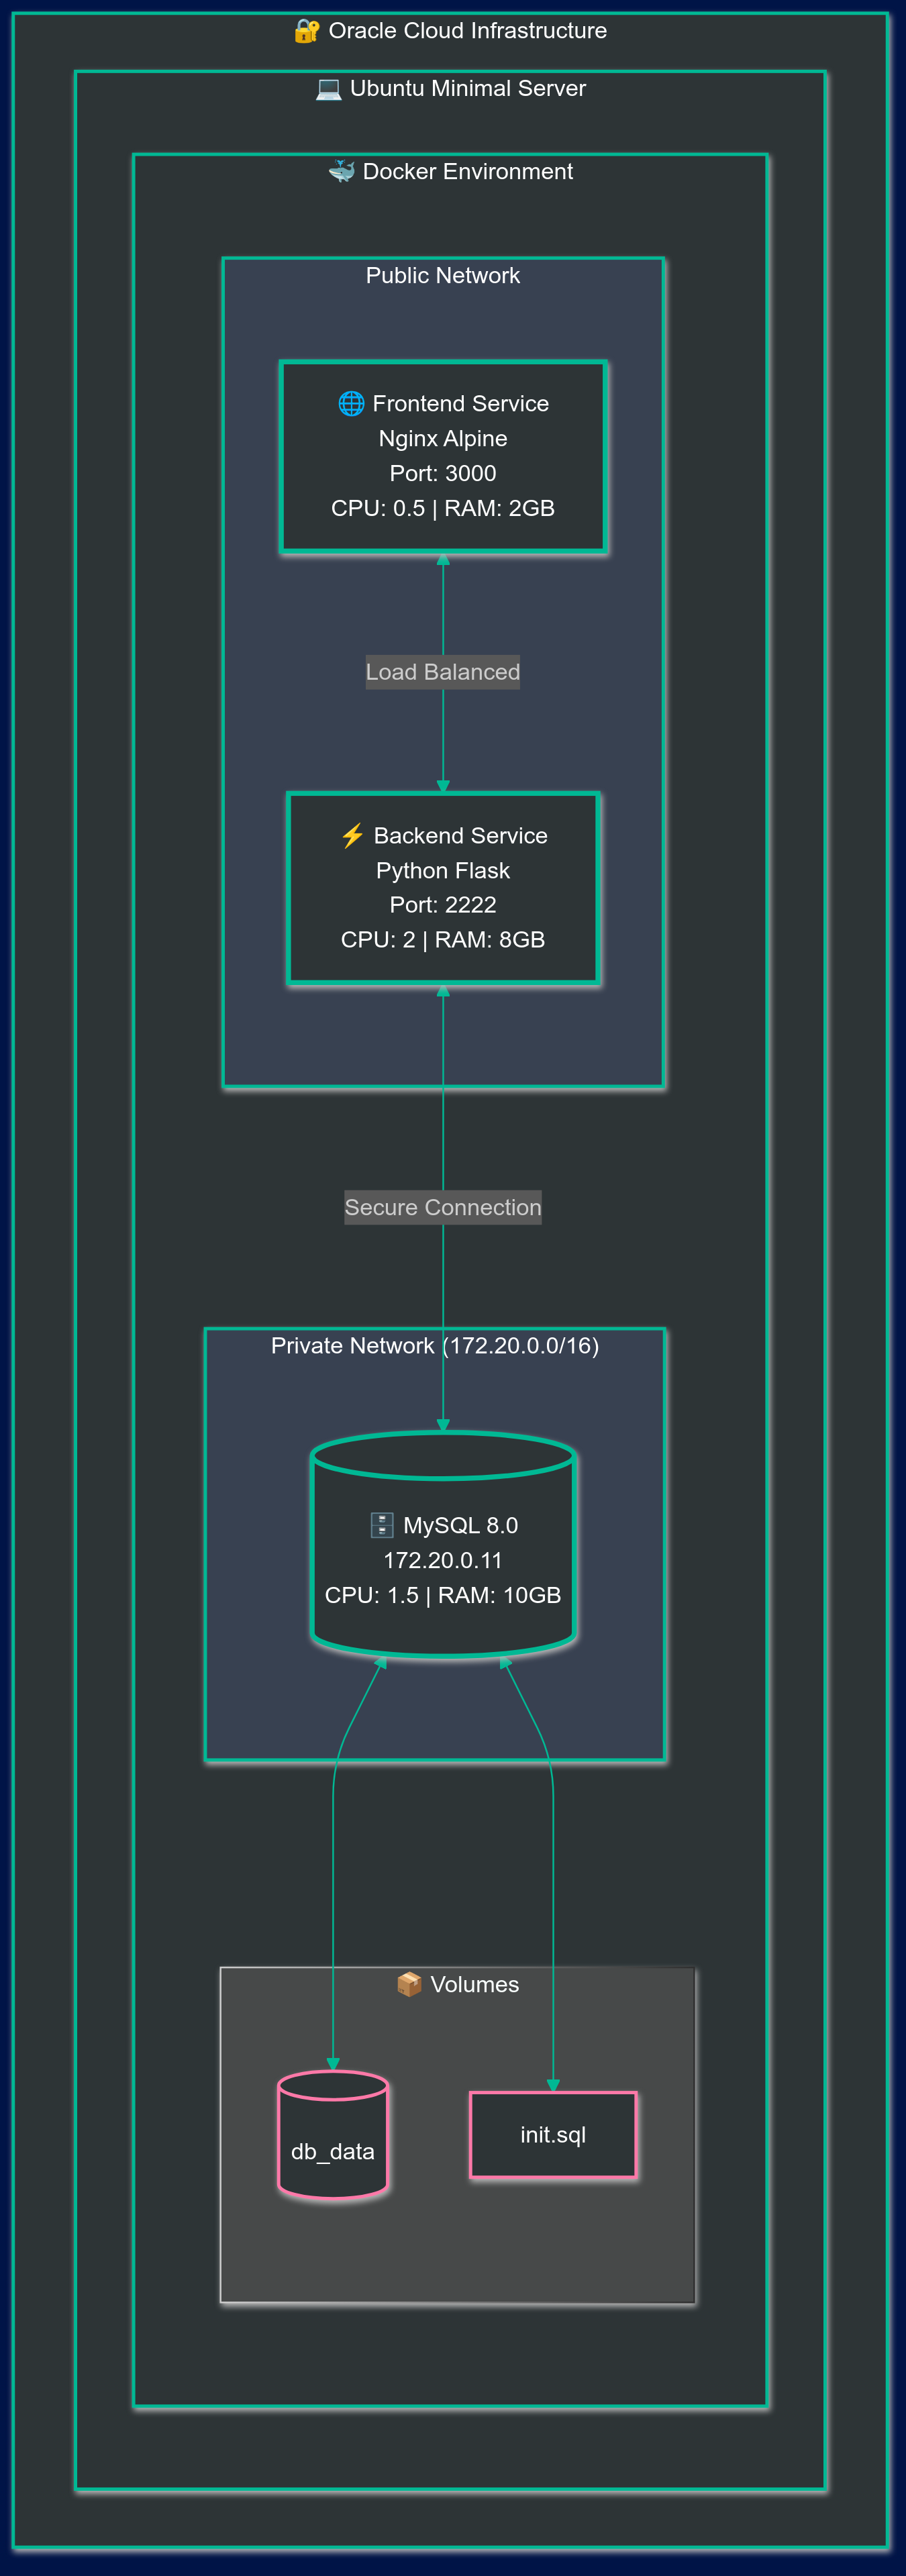 🔐 Oracle Cloud Infrastructure
💻 Ubuntu Minimal Server
🐳 Docker Environment
Public Network
🌐 Frontend Service
Nginx Alpine
Port: 3000
CPU: 0.5 | RAM: 2GB
Load Balanced
⚡ Backend Service
Python Flask
Port: 2222
CPU: 2 | RAM: 8GB
Secure Connection
Private Network (172.20.0.0/16)
🗄️ MySQL 8.0
172.20.0.11
CPU: 1.5 | RAM: 10GB
📦 Volumes
db_data
init.sql